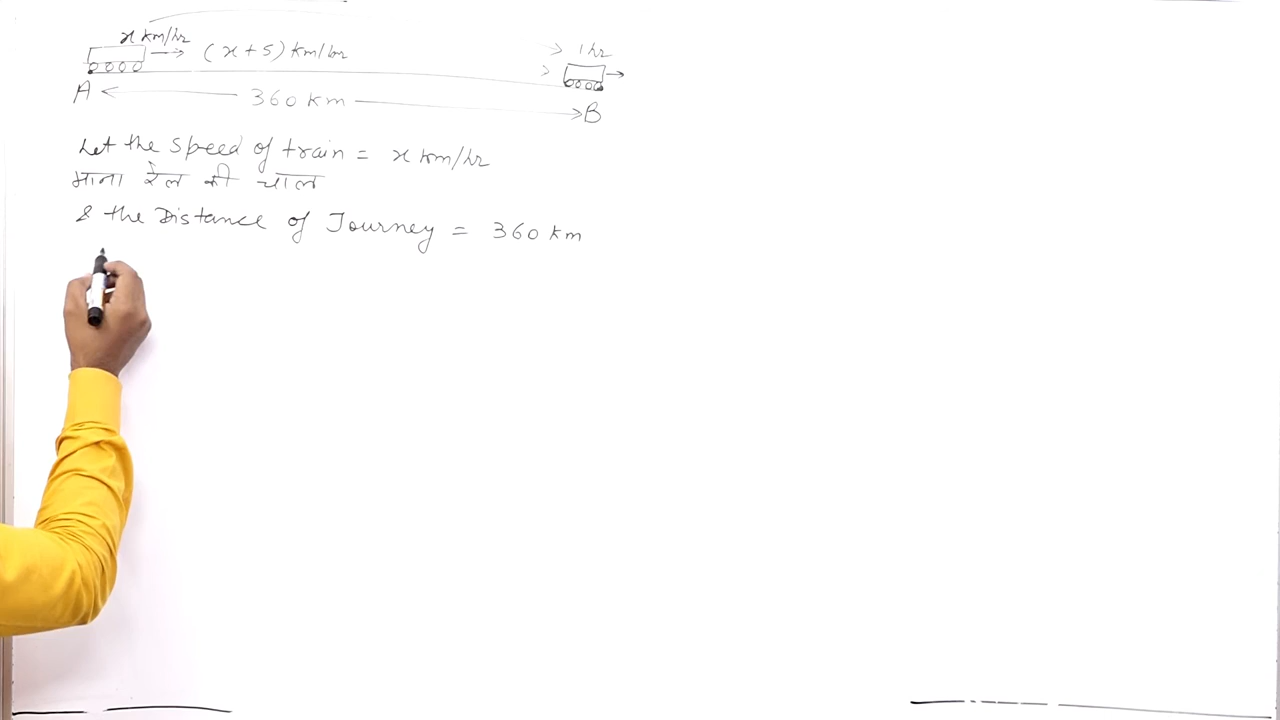 x km/hr
(x+5) km/hr
1 hr
A
360 km
B
Let the speed of train = x km/hr
माना रेल की चाल
& the Distance of Journey = 360 km